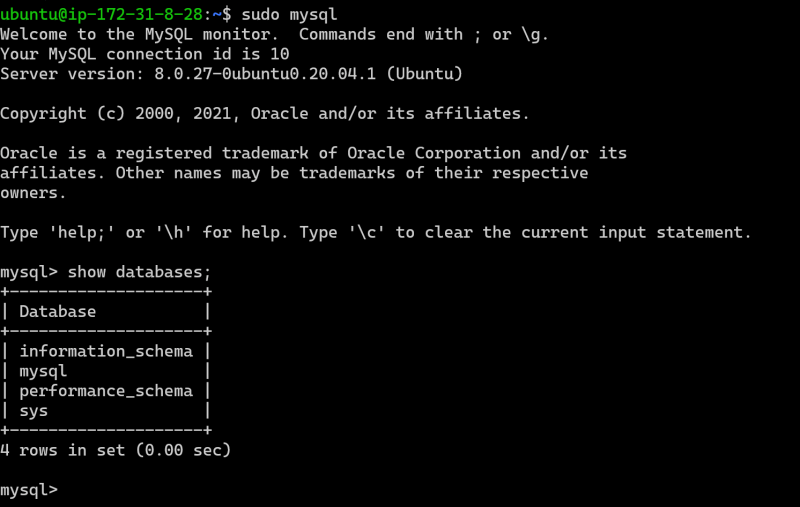 ubuntu@ip-172-31-8-28:~$ sudo mysql
Welcome to the MySQL monitor.  Commands end with ; or \g.
Your MySQL connection id is 10
Server version: 8.0.27-0ubuntu0.20.04.1 (Ubuntu)

Copyright (c) 2000, 2021, Oracle and/or its affiliates.

Oracle is a registered trademark of Oracle Corporation and/or its
affiliates. Other names may be trademarks of their respective
owners.

Type 'help;' or '\h' for help. Type '\c' to clear the current input statement.

mysql> show databases;
+--------------------+
| Database           |
+--------------------+
| information_schema |
| mysql              |
| performance_schema |
| sys                |
+--------------------+
4 rows in set (0.00 sec)

mysql>